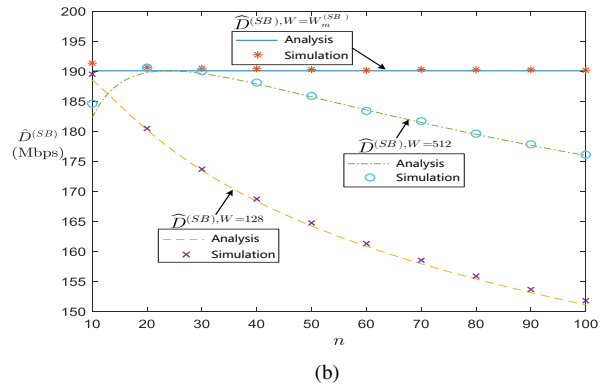 200
195
190
185
180
175
170
165
160
155
150
D̂^(SB)
(Mbps)
D̂^(SB), W=W_m^(SB)
Analysis
Simulation
D̂^(SB), W=512
Analysis
Simulation
D̂^(SB), W=128
Analysis
Simulation
10 20 30 40 50 60 70 80 90 100
n
(b)